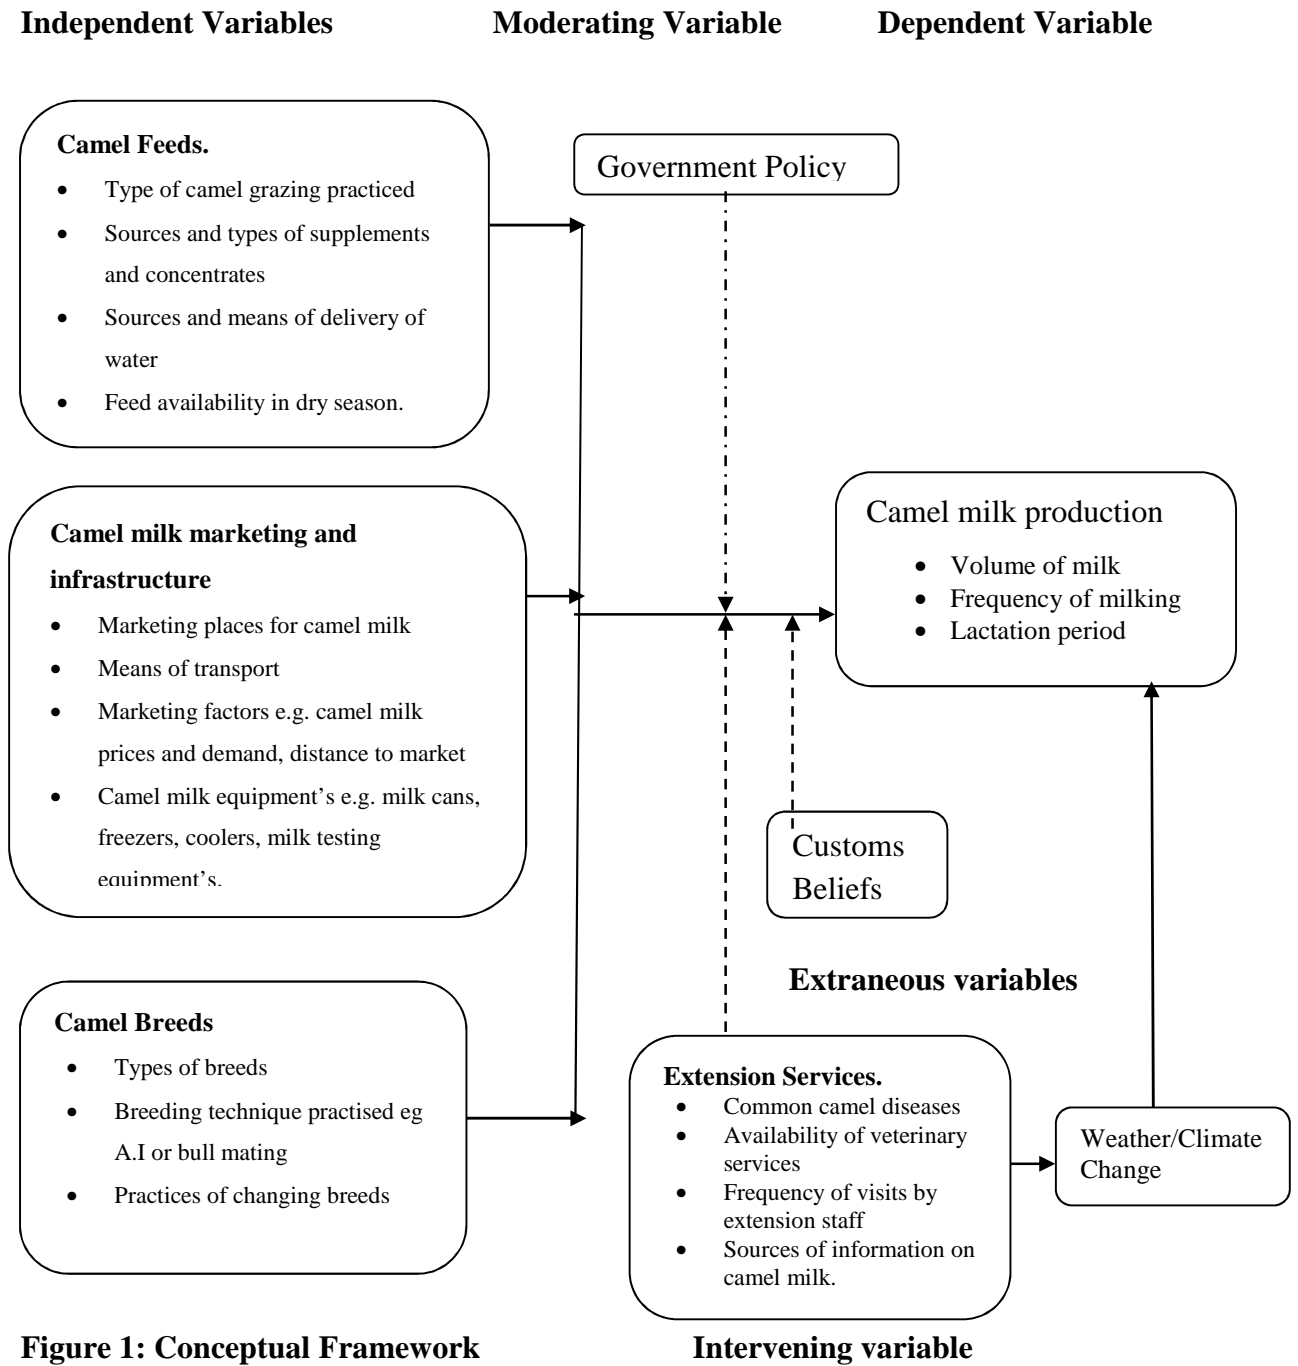 Independent Variables
Moderating Variable
Dependent Variable
Camel Feeds.
• Type of camel grazing practiced
• Sources and types of supplements
and concentrates
• Sources and means of delivery of
water
• Feed availability in dry season.
Government Policy
Camel milk marketing and
infrastructure
• Marketing places for camel milk
• Means of transport
• Marketing factors e.g. camel milk
prices and demand, distance to market
• Camel milk equipment’s e.g. milk cans,
freezers, coolers, milk testing
equipment’s.
Camel milk production
• Volume of milk
• Frequency of milking
• Lactation period
Customs
Beliefs
Extraneous variables
Camel Breeds
• Types of breeds
• Breeding technique practised eg
A.I or bull mating
• Practices of changing breeds
Extension Services.
• Common camel diseases
• Availability of veterinary
services
• Frequency of visits by
extension staff
• Sources of information on
camel milk.
Weather/Climate
Change
Figure 1: Conceptual Framework
Intervening variable